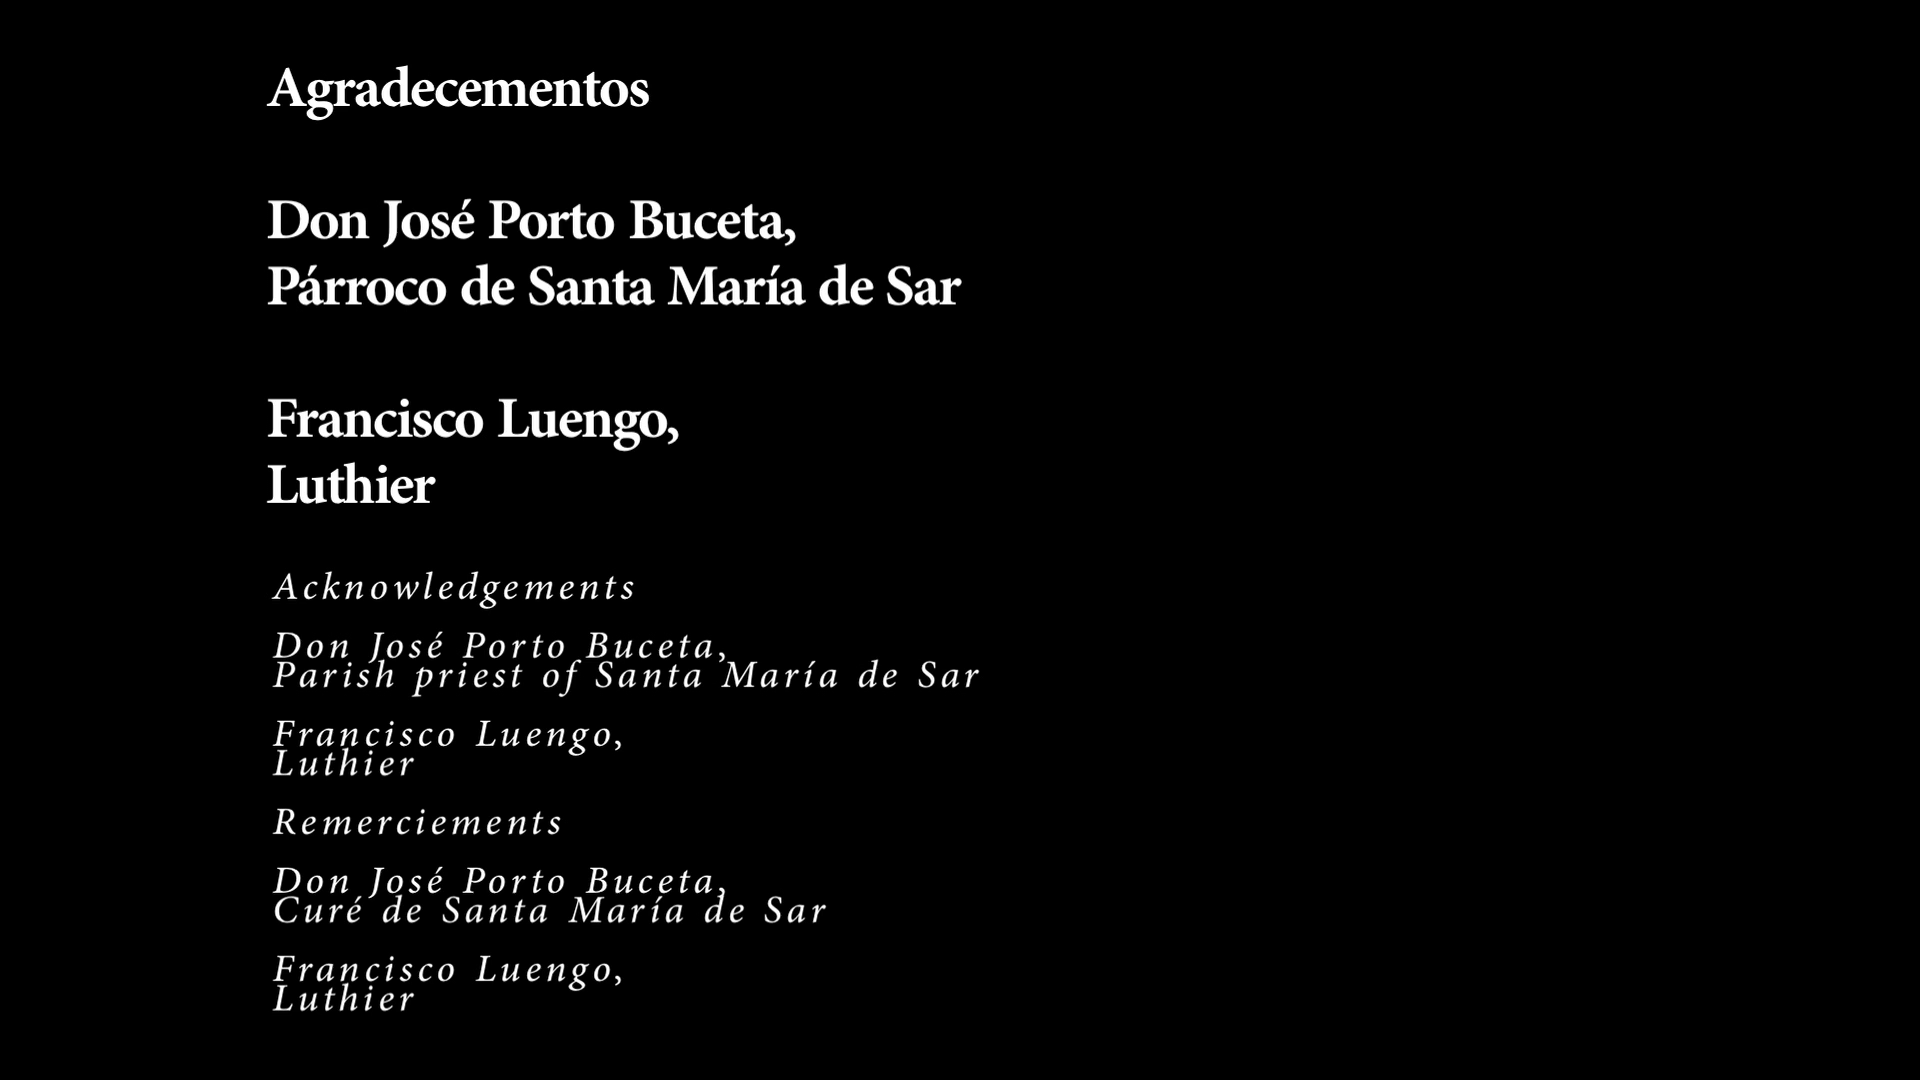 Agradecementos
Don José Porto Buceta,
Párroco de Santa María de Sar
Francisco Luengo,
Luthier
Acknowledgements
Don José Porto Buceta,
Parish priest of Santa María de Sar
Francisco Luengo,
Luthier
Remerciements
Don José Porto Buceta,
Curé de Santa María de Sar
Francisco Luengo,
Luthier